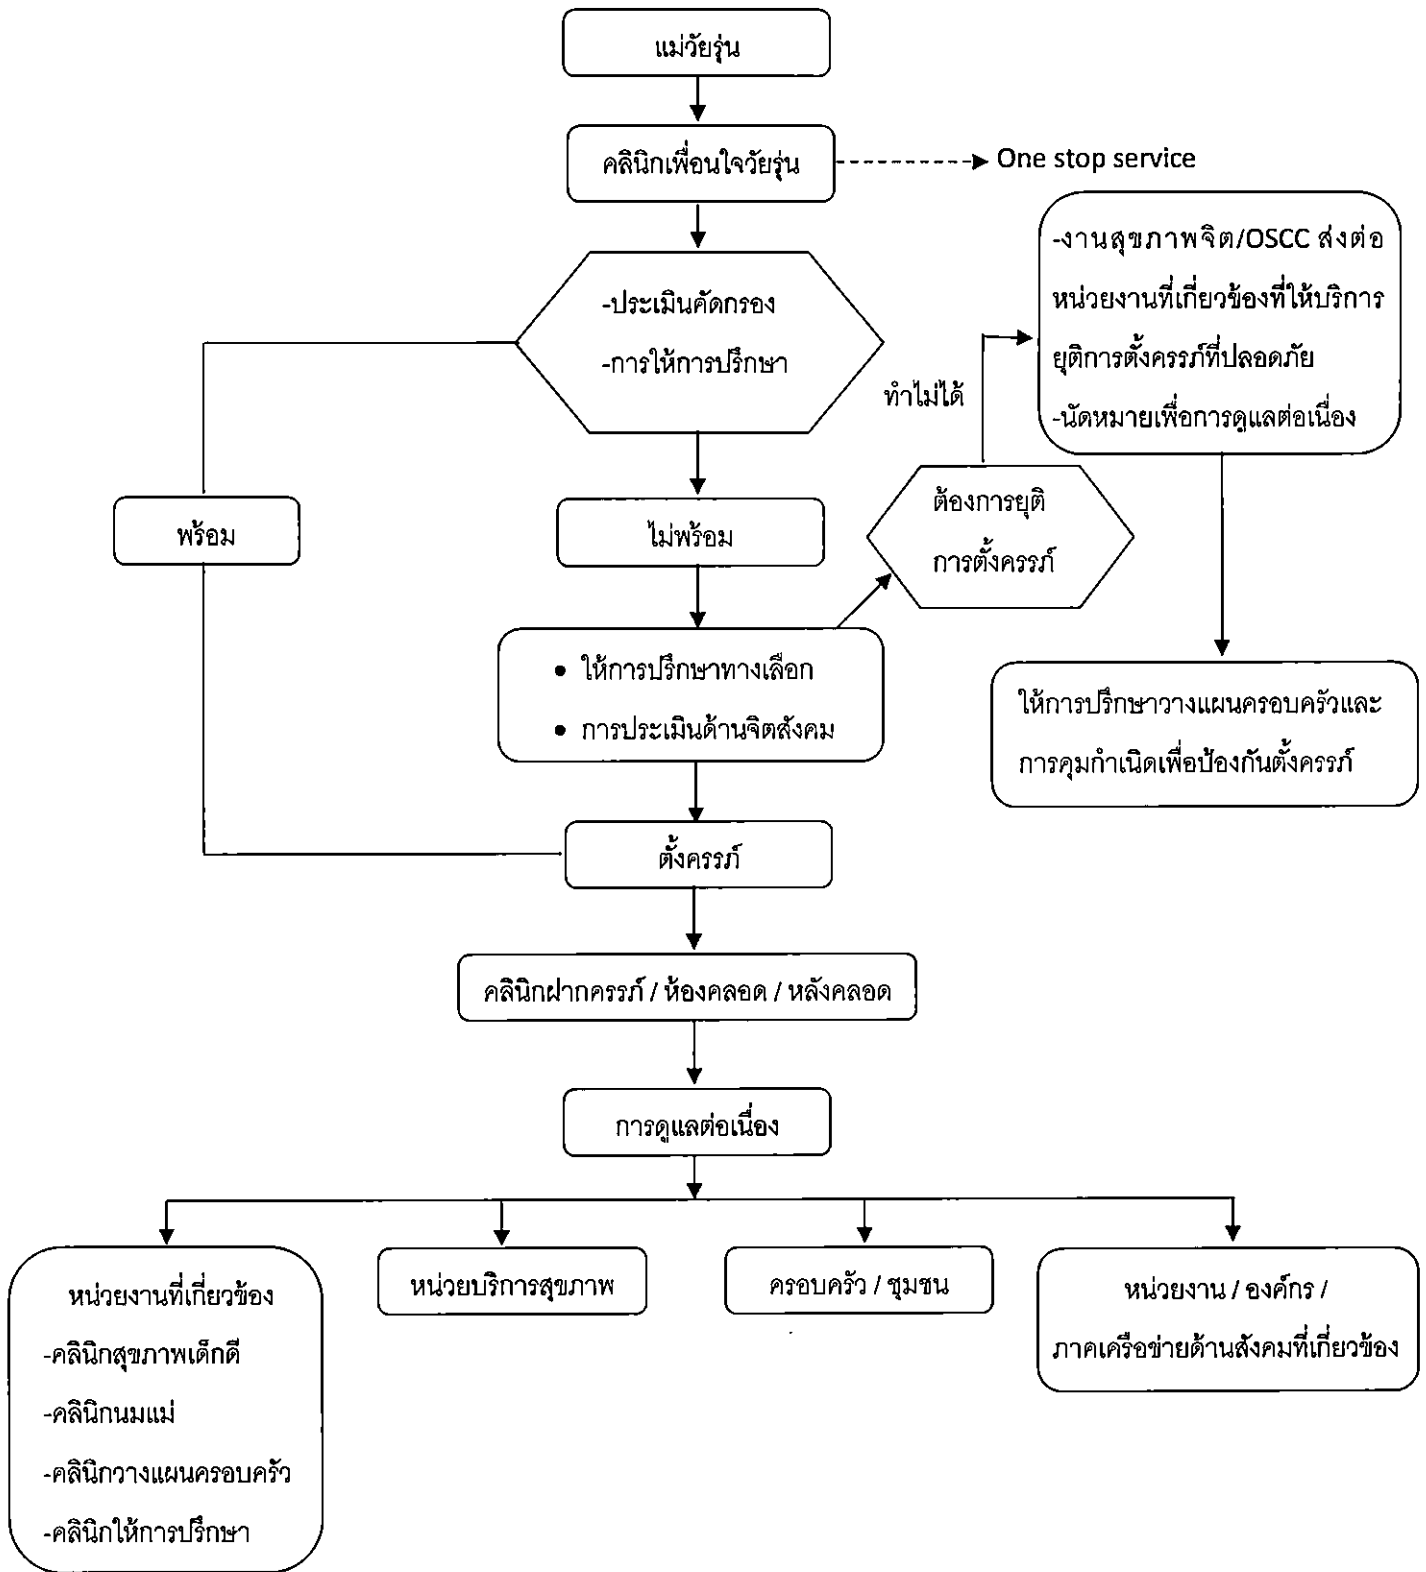 แม่วัยรุ่น
คลินิกเพื่อนใจวัยรุ่น
One stop service
-ประเมินคัดกรอง
-การให้การปรึกษา
-งานสุขภาพจิต/OSCC ส่งต่อ
หน่วยงานที่เกี่ยวข้องที่ให้บริการ
ยุติการตั้งครรภ์ที่ปลอดภัย
-นัดหมายเพื่อการดูแลต่อเนื่อง
ทำไม่ได้
ต้องการยุติ
การตั้งครรภ์
พร้อม
ไม่พร้อม
• ให้การปรึกษาทางเลือก
• การประเมินด้านจิตสังคม
ให้การปรึกษาวางแผนครอบครัวและ
การคุมกำเนิดเพื่อป้องกันตั้งครรภ์
ตั้งครรภ์
คลินิกฝากครรภ์ / ห้องคลอด / หลังคลอด
การดูแลต่อเนื่อง
หน่วยงานที่เกี่ยวข้อง
-คลินิกสุขภาพเด็กดี
-คลินิกนมแม่
-คลินิกวางแผนครอบครัว
-คลินิกให้การปรึกษา
หน่วยบริการสุขภาพ
ครอบครัว / ชุมชน
หน่วยงาน / องค์กร /
ภาคเครือข่ายด้านสังคมที่เกี่ยวข้อง